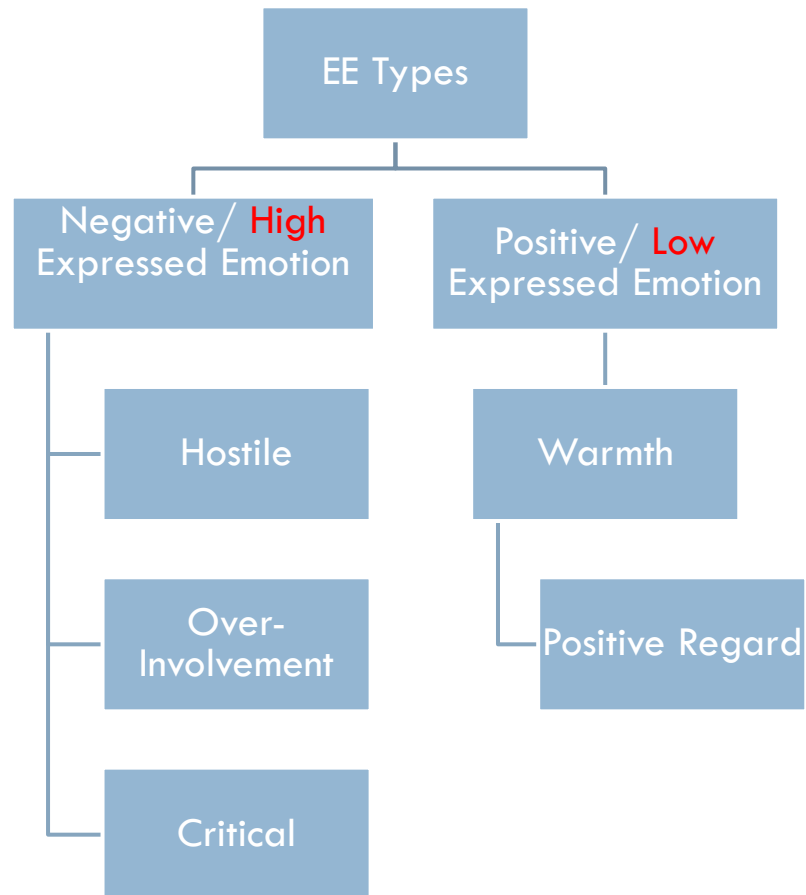 EE Types
Negative/ High
Expressed Emotion
Positive/ Low
Expressed Emotion
Hostile
Warmth
Over-
Involvement
Positive Regard
Critical